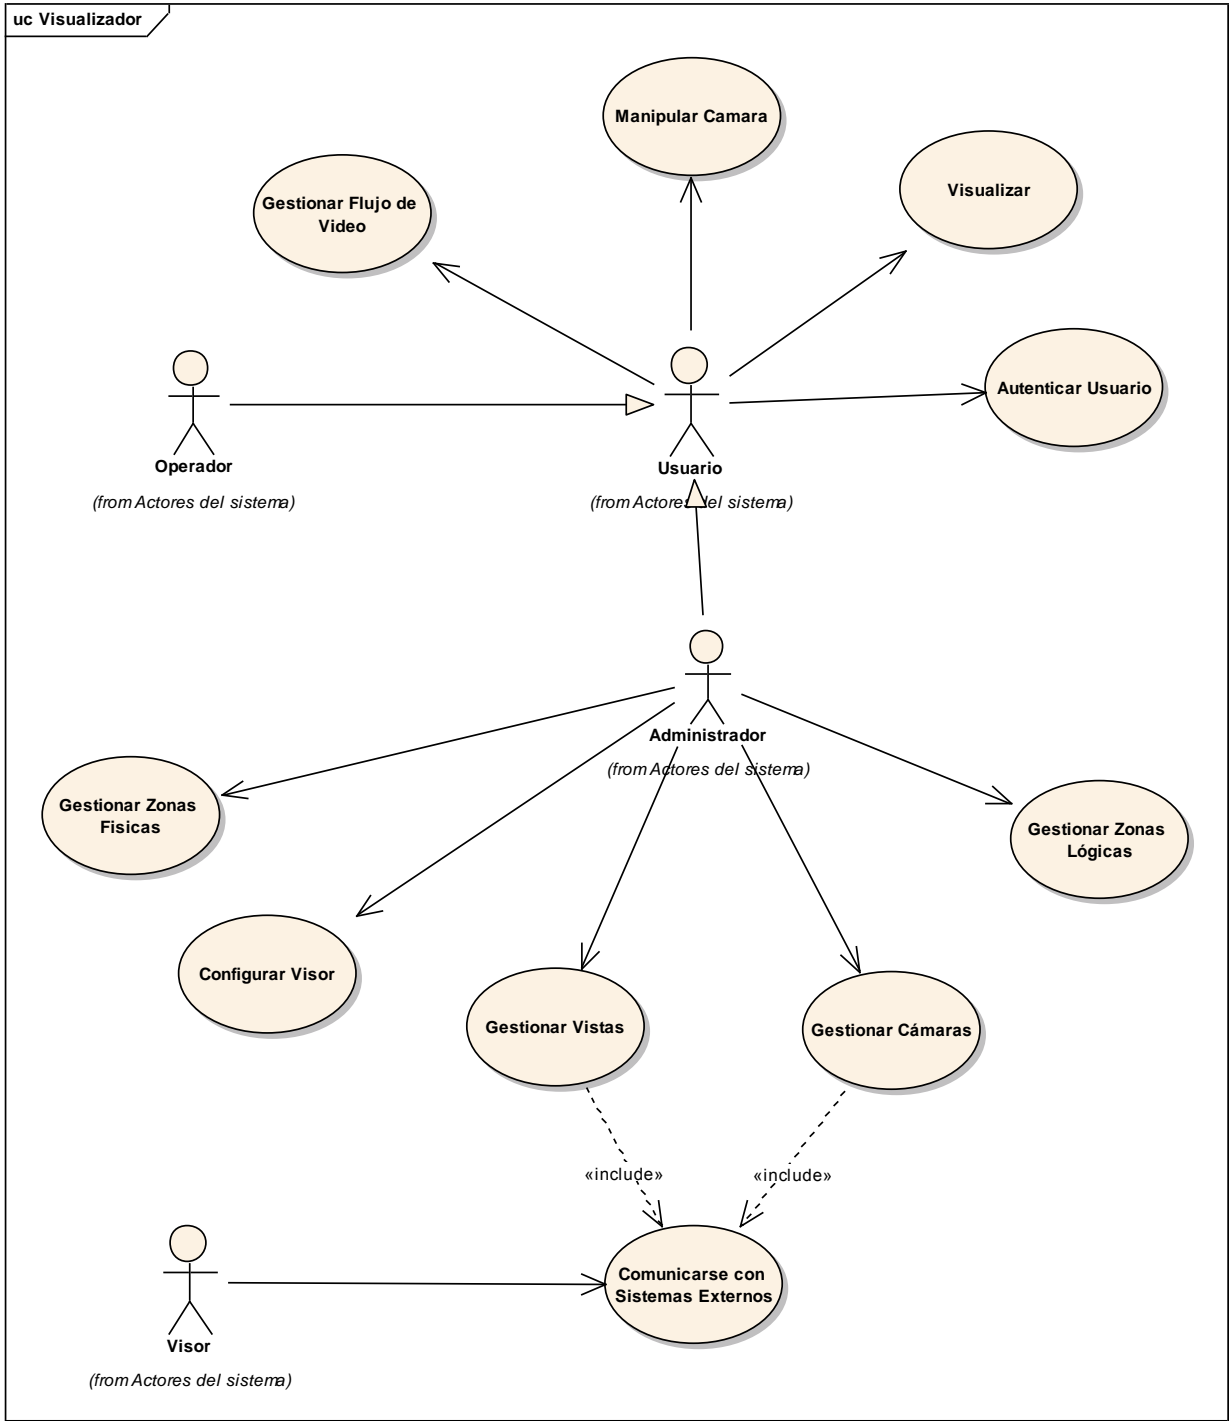 uc Visualizador
Manipular Camara
Visualizar
Gestionar Flujo de
Video
Autenticar Usuario
Operador
(from Actores del sistema)
Usuario
(from Actores del sistema)
Administrador
(from Actores del sistema)
Gestionar Zonas
Fisicas
Gestionar Zonas
Lógicas
Configurar Visor
Gestionar Vistas
Gestionar Cámaras
«include»
«include»
Comunicarse con
Sistemas Externos
Visor
(from Actores del sistema)